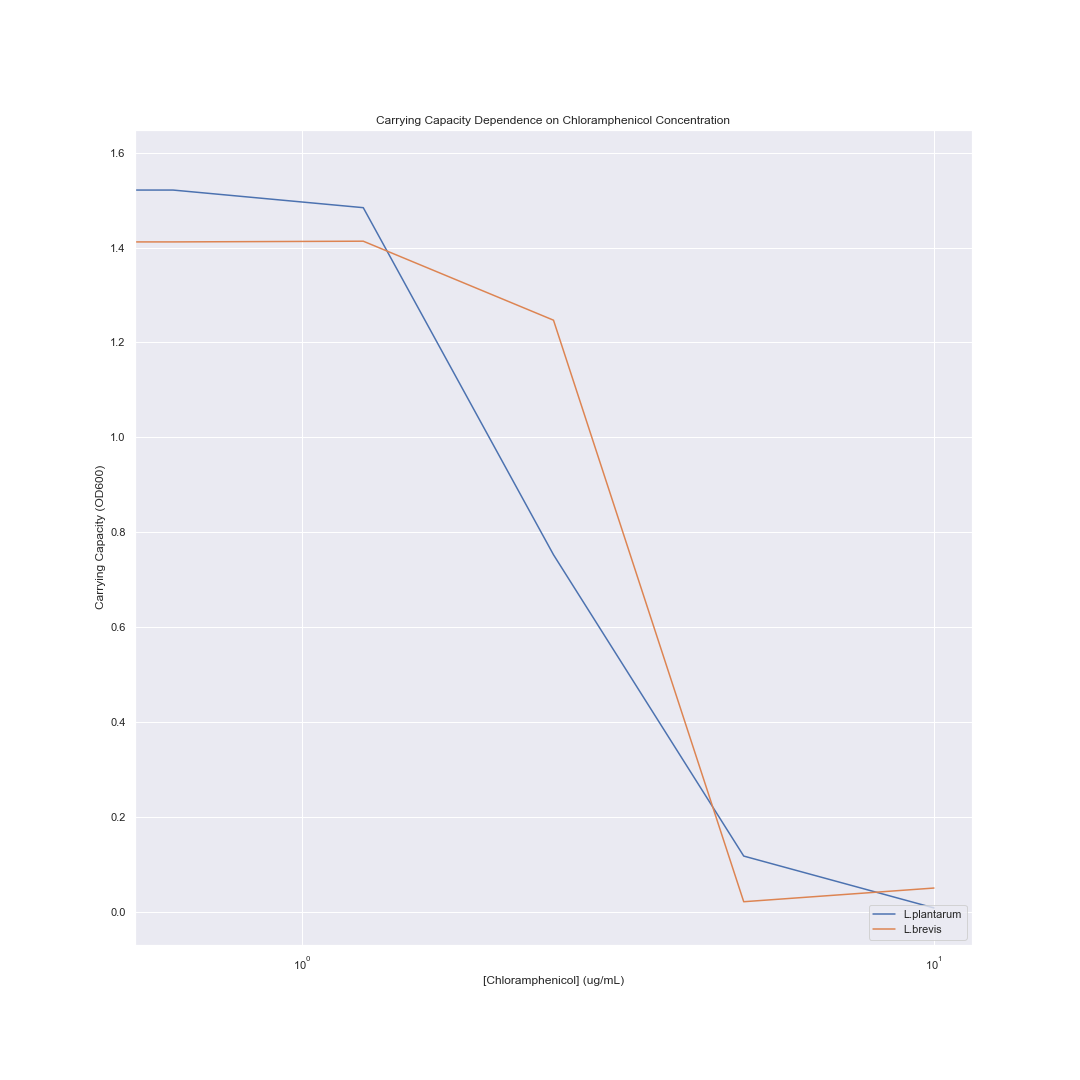 Carrying Capacity Dependence on Chloramphenicol Concentration
1.6
1.4
1.2
1.0
0.8
0.6
0.4
0.2
0.0
Carrying Capacity (OD600)
L.plantarum
L.brevis
10⁰
10¹
[Chloramphenicol] (ug/mL)